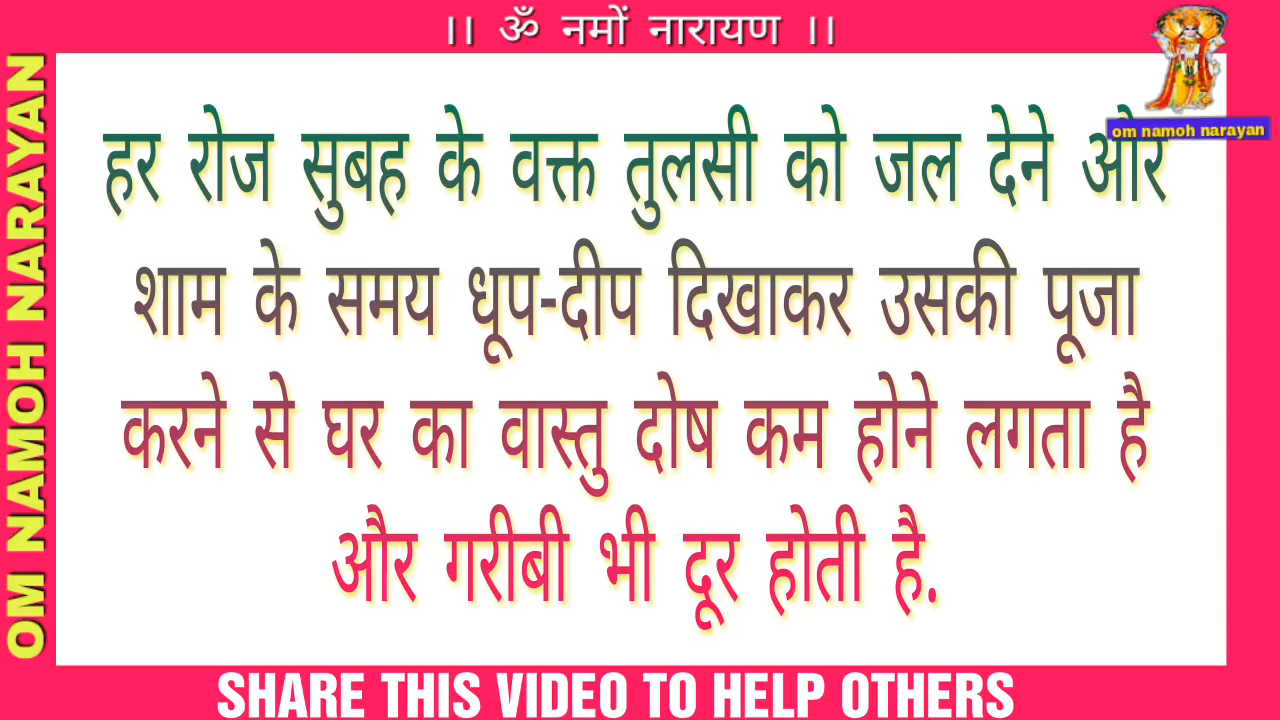 ।। ॐ नमों नारायण ।।
om namoh narayan
OM NAMOH NARAYAN
हर रोज सुबह के वक्त तुलसी को जल देने और
शाम के समय धूप-दीप दिखाकर उसकी पूजा
करने से घर का वास्तु दोष कम होने लगता है
और गरीबी भी दूर होती है.
SHARE THIS VIDEO TO HELP OTHERS